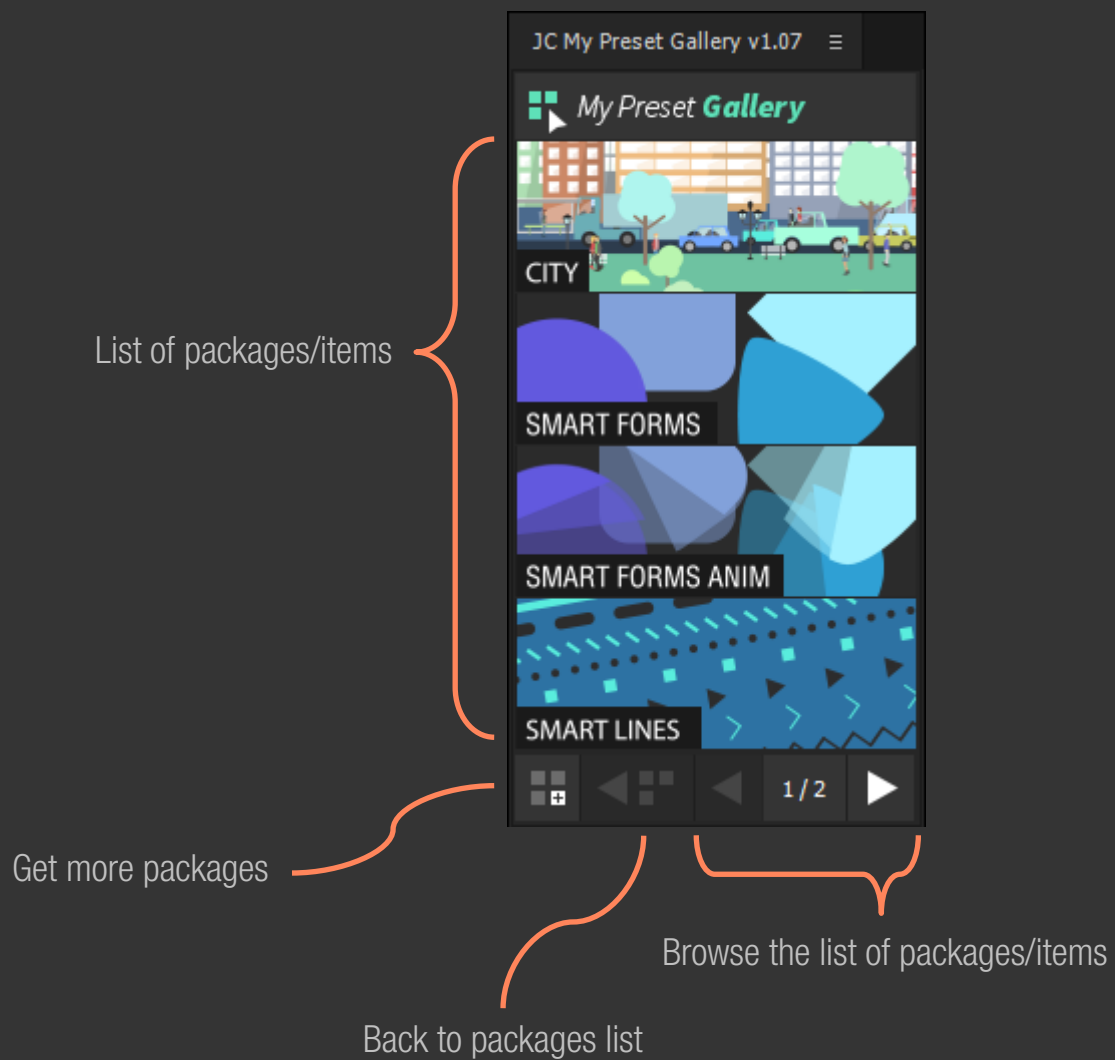 JC My Preset Gallery v1.07
My Preset Gallery
CITY
List of packages/items
SMART FORMS
SMART FORMS ANIM
SMART LINES
1 / 2
Get more packages
Browse the list of packages/items
Back to packages list